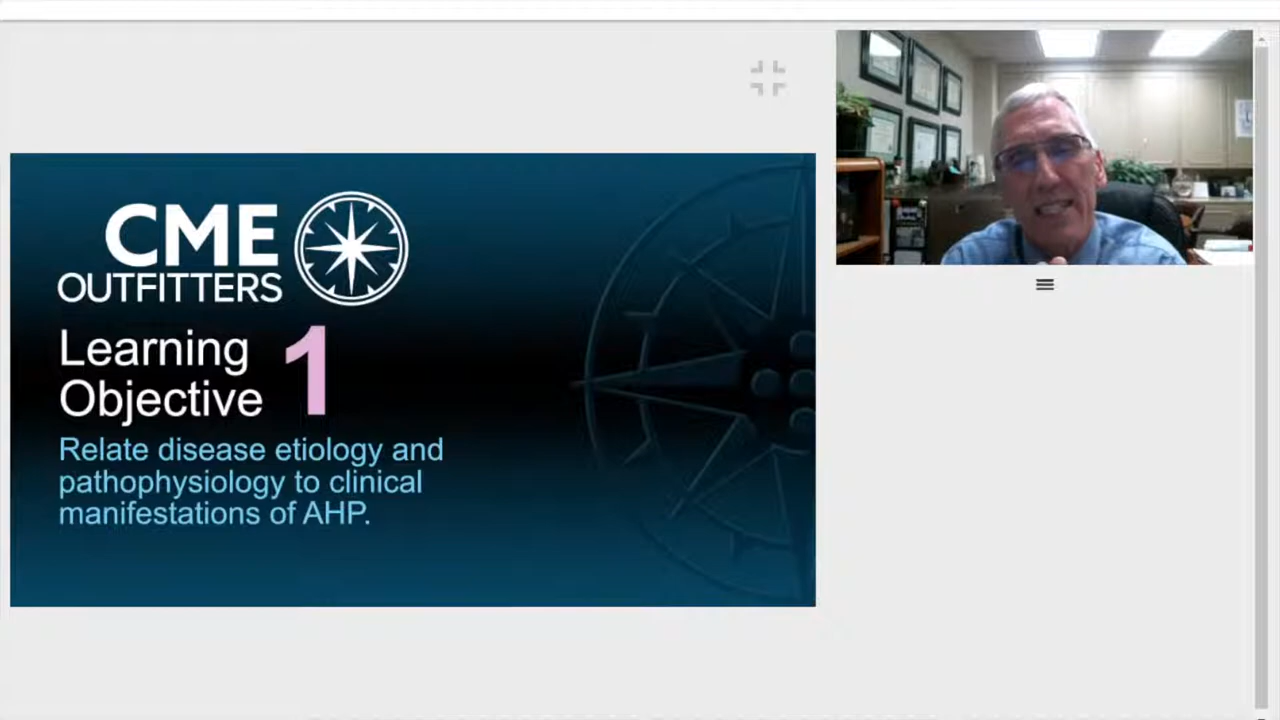 CME
OUTFITTERS
Learning
Objective 1
Relate disease etiology and
pathophysiology to clinical
manifestations of AHP.